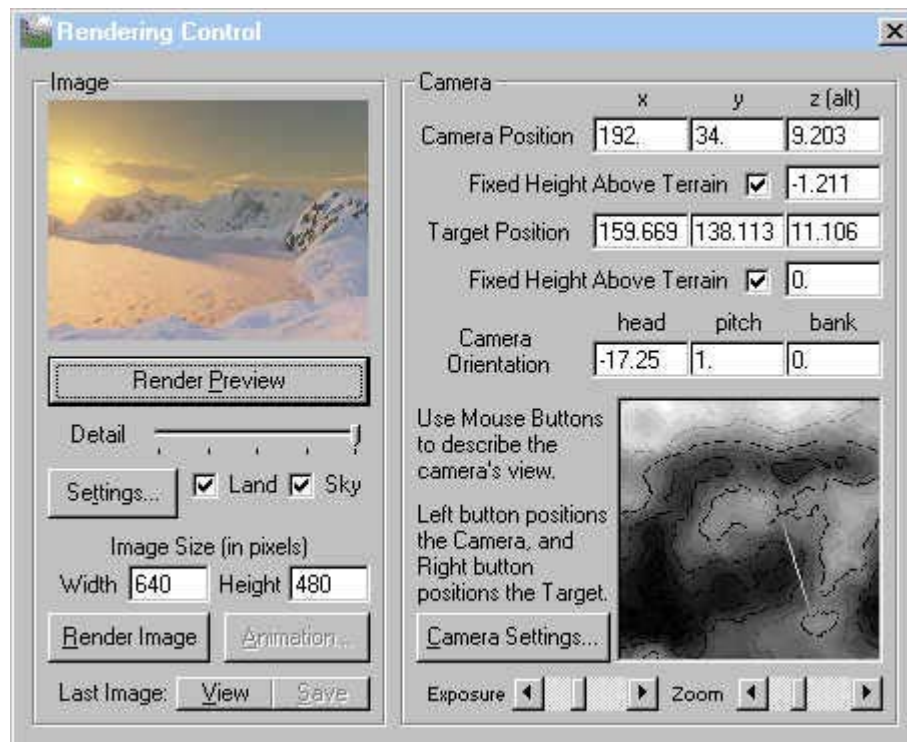 Rendering Control
Image
Render Preview
Detail
Settings...
Land
Sky
Image Size (in pixels)
Width 640 Height 480
Render Image
Animation...
Last Image: View Save
Camera
x y z (alt)
Camera Position 192. 34. 9.203
Fixed Height Above Terrain -1.211
Target Position 159.669 138.113 11.106
Fixed Height Above Terrain 0.
head pitch bank
Camera
Orientation
-17.25 1. 0.
Use Mouse Buttons
to describe the
camera's view.
Left button positions
the Camera, and
Right button
positions the Target.
Camera Settings...
Exposure Zoom